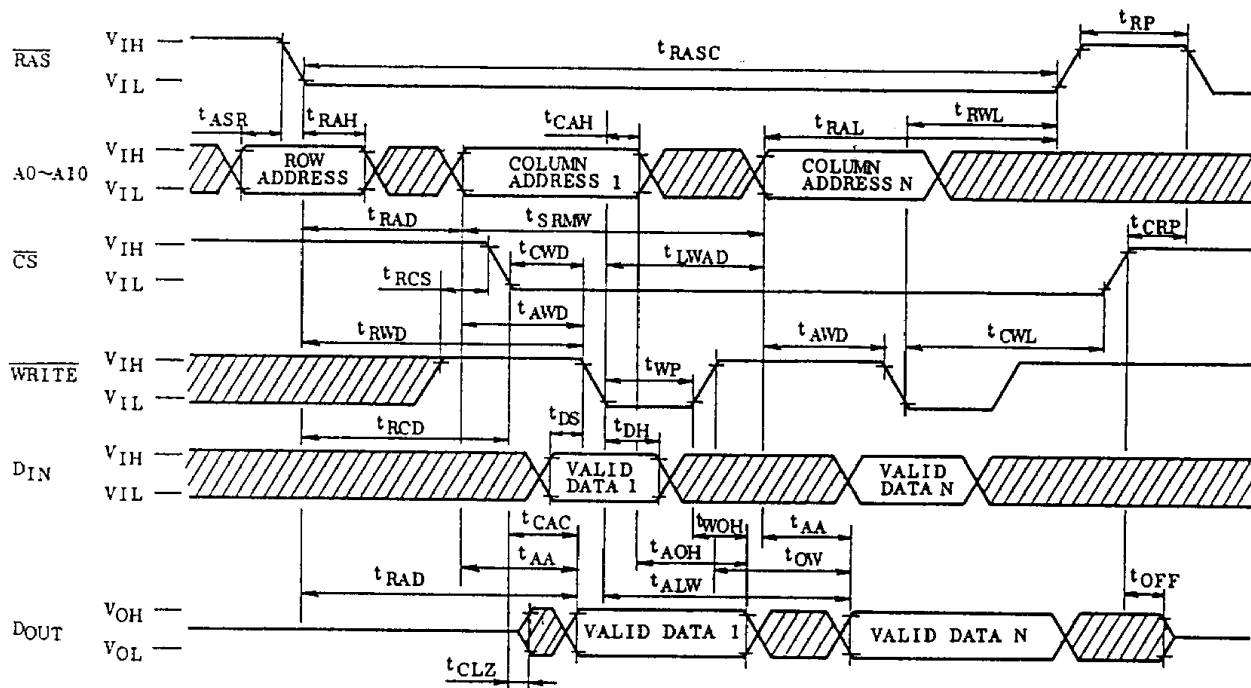 RAS VIH tRP
tRASC
VIL
tASR tRAH tCAH tRAL tRWL
A0~A10 VIH ROW ADDRESS COLUMN ADDRESS 1 COLUMN ADDRESS N
VIL
tRAD tSRMW tCRP
CS VIH tCWD tLWAD
VIL tRCS
tAWD
tRWD tAWD tCWL
WRITE VIH tWP
VIL
tRCD tDS tDH
DIN VIH VALID DATA 1 VALID DATA N
VIL
tCAC tWOH tAA
tAA tAOH tOW
tRAD tALW tOFF
DOUT VOH VALID DATA 1 VALID DATA N
VOL
tCLZ